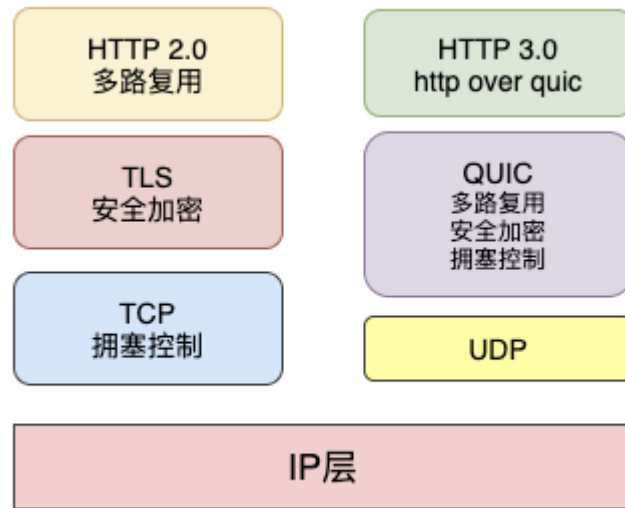 HTTP 2.0
多路复用
HTTP 3.0
http over quic
TLS
安全加密
QUIC
多路复用
安全加密
拥塞控制
TCP
拥塞控制
UDP
IP层